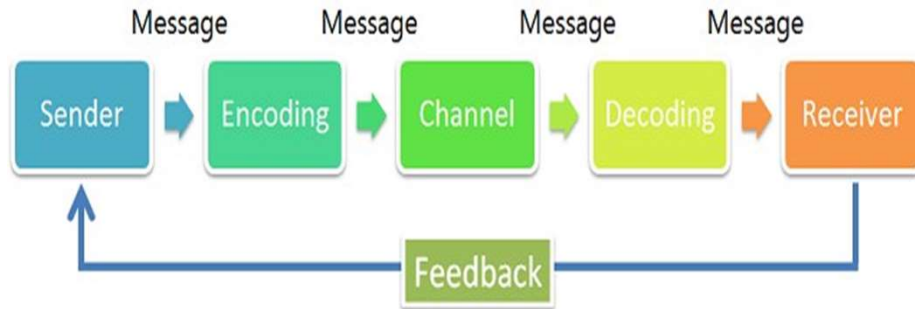 Message Message Message Message
Sender Encoding Channel Decoding Receiver
Feedback